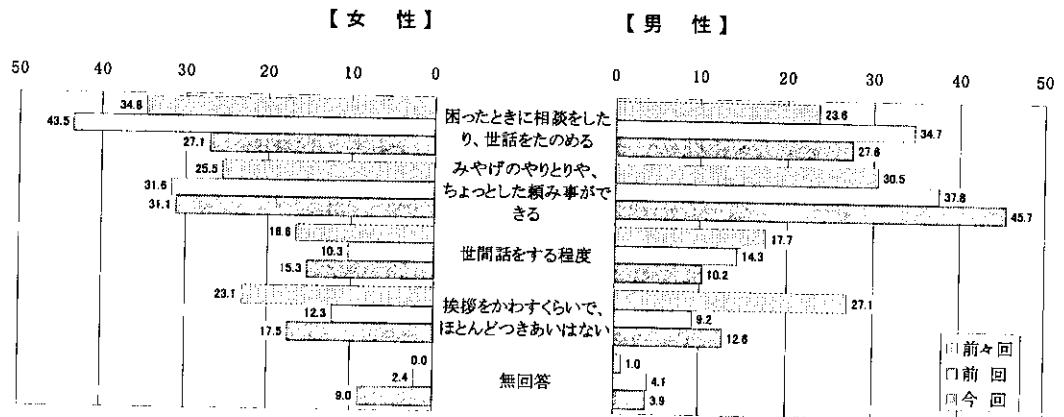 【女 性】
【男 性】
50 40 30 20 10 0
0 10 20 30 40 50
34.8
43.5
27.1
困ったときに相談をした
り、世話をたのめる
23.6
34.7
27.6
25.5
31.6
31.1
みやげのやりとりや、
ちょっとした頼み事がで
きる
30.5
37.8
45.7
16.6
10.3
15.3
世間話をする程度
17.7
14.3
10.2
23.1
12.3
17.5
挨拶をかわすくらいで、
ほとんどつきあいはない
27.1
9.2
12.6
0.0
2.4
9.0
無回答
1.0
4.1
3.9
前々回
前 回
今 回